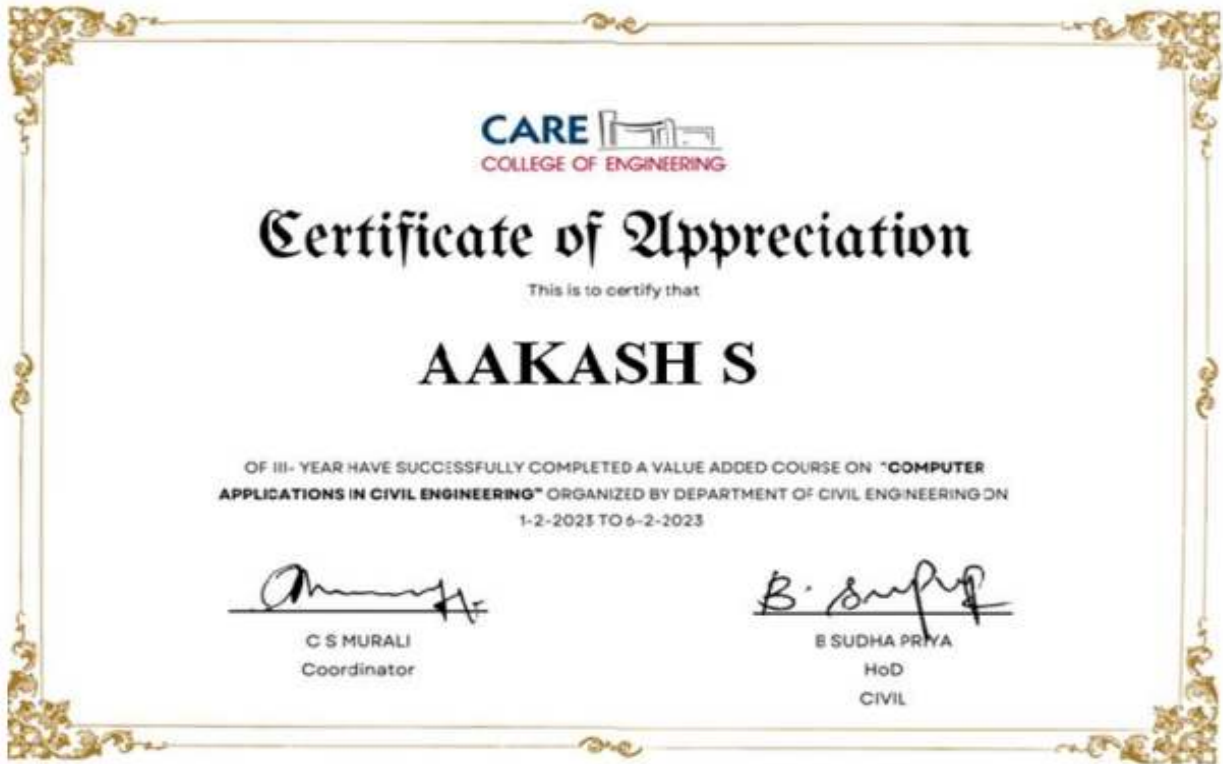 CARE
COLLEGE OF ENGINEERING
Certificate of Appreciation
This is to certify that
AAKASH S
OF III- YEAR HAVE SUCCESSFULLY COMPLETED A VALUE ADDED COURSE ON "COMPUTER
APPLICATIONS IN CIVIL ENGINEERING" ORGANIZED BY DEPARTMENT OF CIVIL ENGINEERING ON
1-2-2023 TO 6-2-2023
B.
C S MURALI
B SUDHA PRIYA
Coordinator
HoD
CIVIL